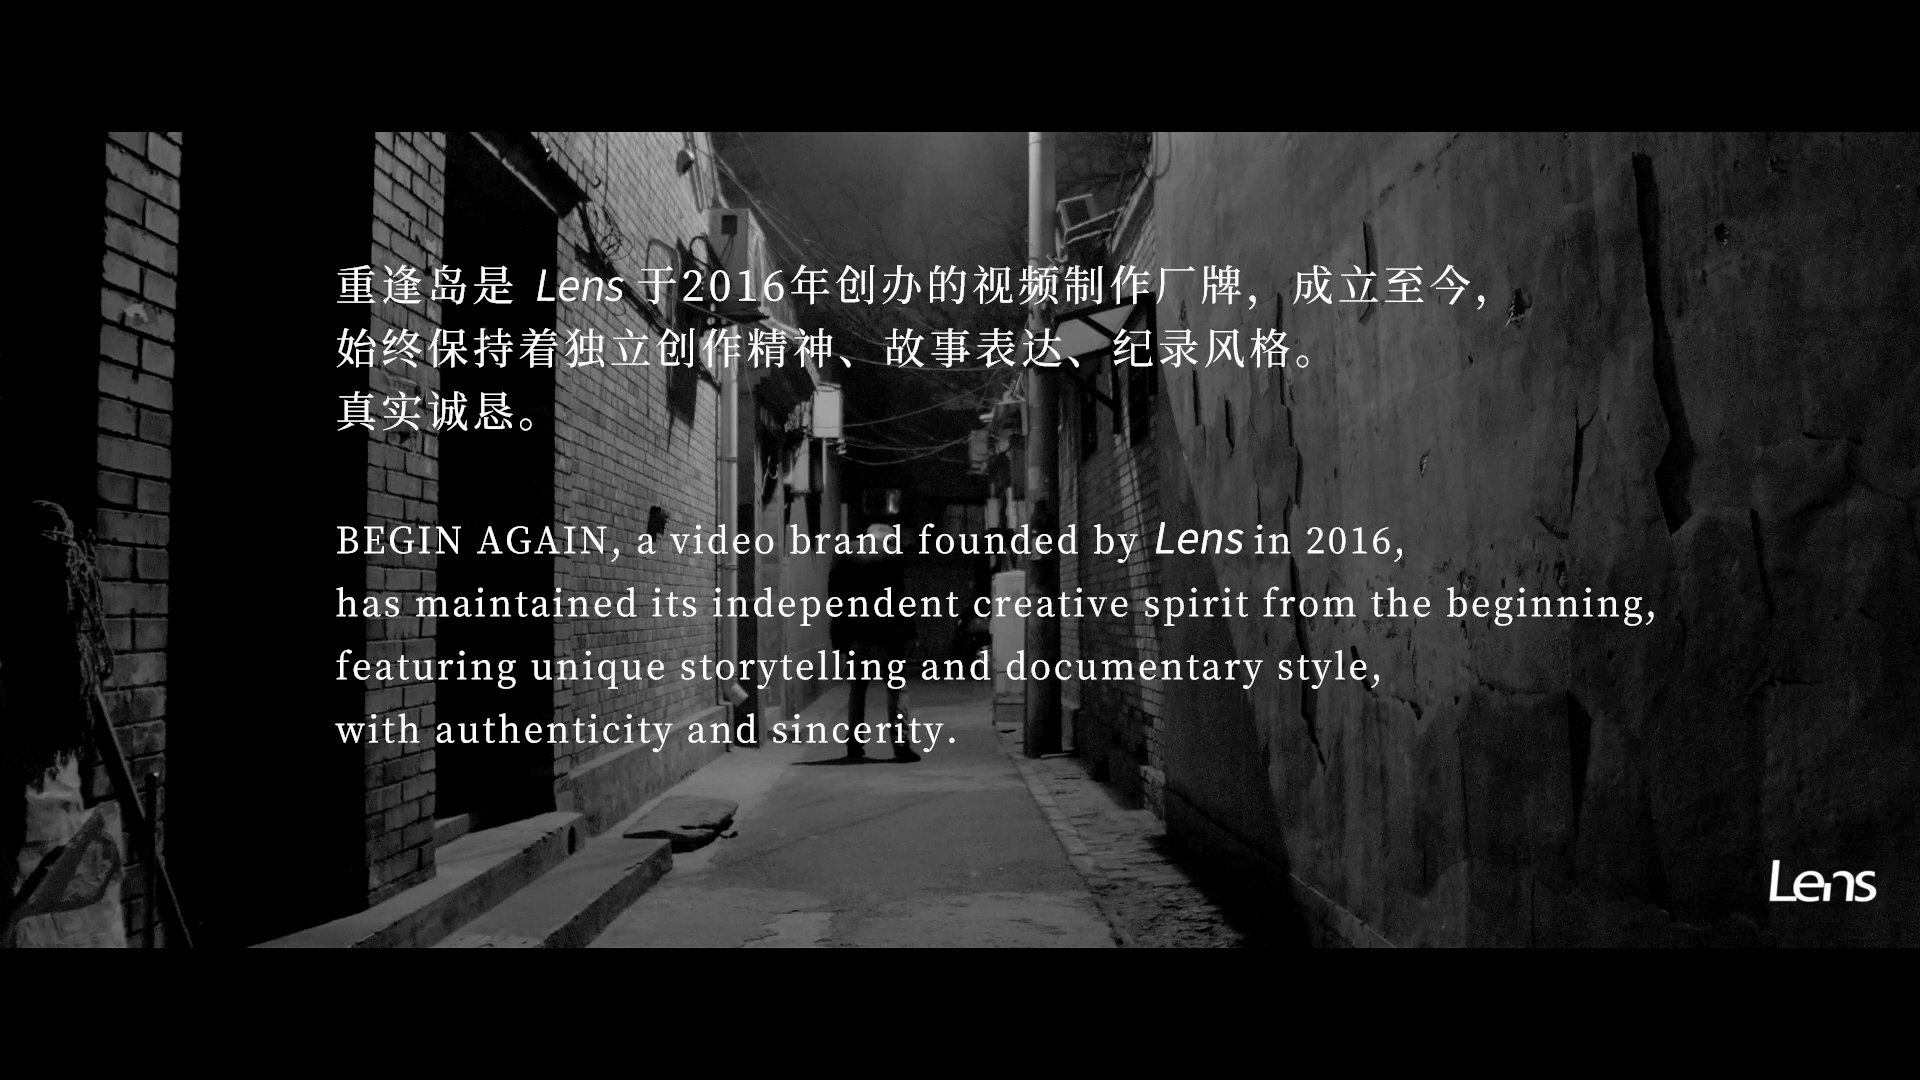 重逢岛是 Lens 于2016年创办的视频制作厂牌，成立至今，
始终保持着独立创作精神、故事表达、纪录风格。
真实诚恳。
BEGIN AGAIN, a video brand founded by Lens in 2016,
has maintained its independent creative spirit from the beginning,
featuring unique storytelling and documentary style,
with authenticity and sincerity.
Lens